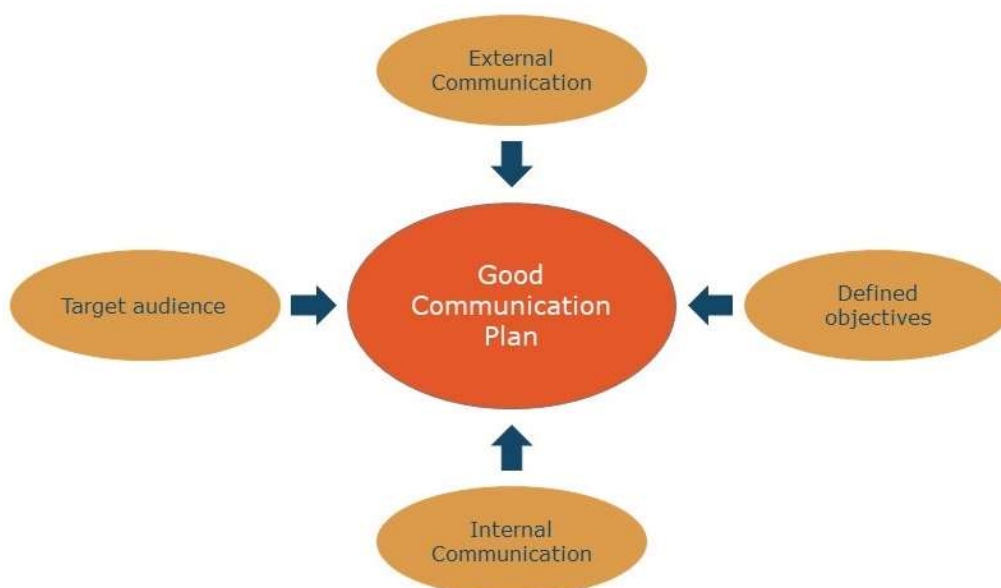 External
Communication
Target audience
Good
Communication
Plan
Defined
objectives
Internal
Communication